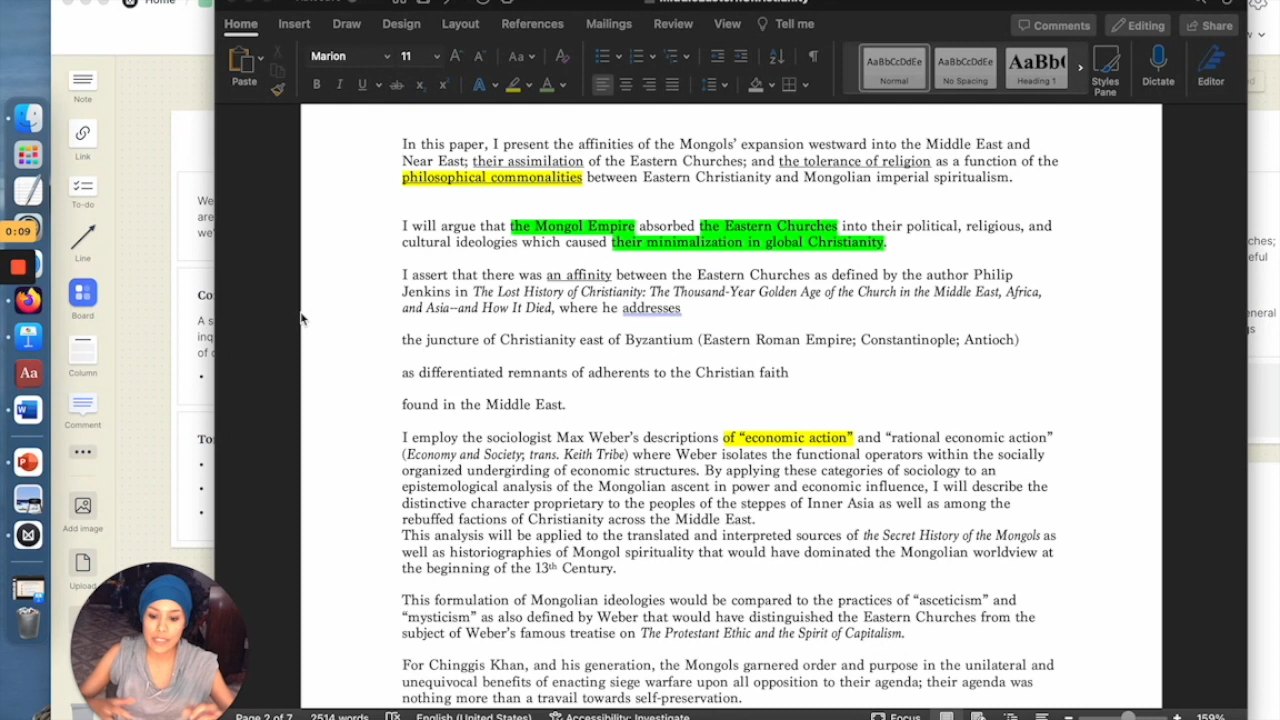 Home
Home Insert Draw Design Layout References Mailings Review View Tell me
Comments Editing Share
Paste
Marion 11
Aa
AaBbCcDdEe AaBbCcDdEe AaBb(
Normal No Spacing Heading 1
Styles Pane
Dictate
Editor
Note
Link
To-do
Line
Board
Column
Comment
Add image
Upload
0:09
In this paper, I present the affinities of the Mongols' expansion westward into the Middle East and
Near East; their assimilation of the Eastern Churches; and the tolerance of religion as a function of the
philosophical commonalities between Eastern Christianity and Mongolian imperial spiritualism.
I will argue that the Mongol Empire absorbed the Eastern Churches into their political, religious, and
cultural ideologies which caused their minimalization in global Christianity.
I assert that there was an affinity between the Eastern Churches as defined by the author Philip
Jenkins in The Lost History of Christianity: The Thousand-Year Golden Age of the Church in the Middle East, Africa,
and Asia--and How It Died, where he addresses
the juncture of Christianity east of Byzantium (Eastern Roman Empire; Constantinople; Antioch)
as differentiated remnants of adherents to the Christian faith
found in the Middle East.
I employ the sociologist Max Weber's descriptions of “economic action” and “rational economic action”
(Economy and Society; trans. Keith Tribe) where Weber isolates the functional operators within the socially
organized undergirding of economic structures. By applying these categories of sociology to an
epistemological analysis of the Mongolian ascent in power and economic influence, I will describe the
distinctive character proprietary to the peoples of the steppes of Inner Asia as well as among the
rebuffed factions of Christianity across the Middle East.
This analysis will be applied to the translated and interpreted sources of the Secret History of the Mongols as
well as historiographies of Mongol spirituality that would have dominated the Mongolian worldview at
the beginning of the 13th Century.
This formulation of Mongolian ideologies would be compared to the practices of “asceticism” and
“mysticism” as also defined by Weber that would have distinguished the Eastern Churches from the
subject of Weber's famous treatise on The Protestant Ethic and the Spirit of Capitalism.
For Chinggis Khan, and his generation, the Mongols garnered order and purpose in the unilateral and
unequivocal benefits of enacting siege warfare upon all opposition to their agenda; their agenda was
nothing more than a travail towards self-preservation.
Page 2 of 7 2514 words English (United States) Accessibility: Investigate Focus 159%